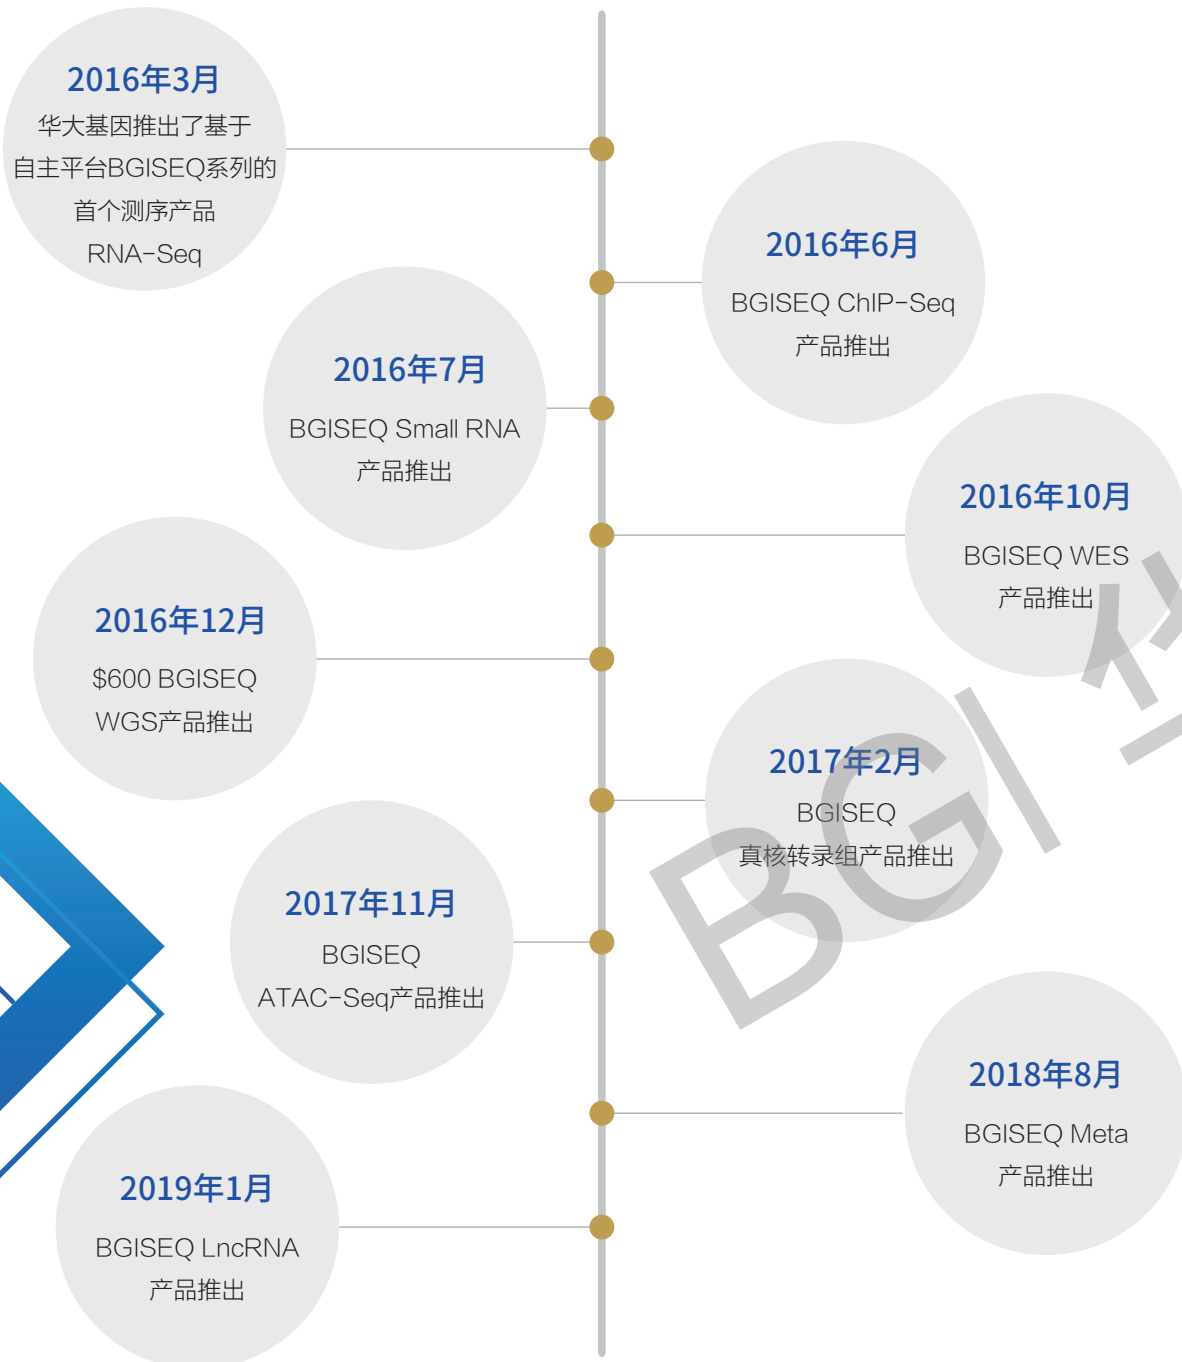 2016年3月
华大基因推出了基于
自主平台BGISEQ系列的
首个测序产品
RNA-Seq
2016年6月
BGISEQ ChIP-Seq
产品推出
2016年7月
BGISEQ Small RNA
产品推出
2016年10月
BGISEQ WES
产品推出
2016年12月
$600 BGISEQ
WGS产品推出
2017年2月
BGISEQ
真核转录组产品推出
2017年11月
BGISEQ
ATAC-Seq产品推出
2018年8月
BGISEQ Meta
产品推出
2019年1月
BGISEQ LncRNA
产品推出
BGI